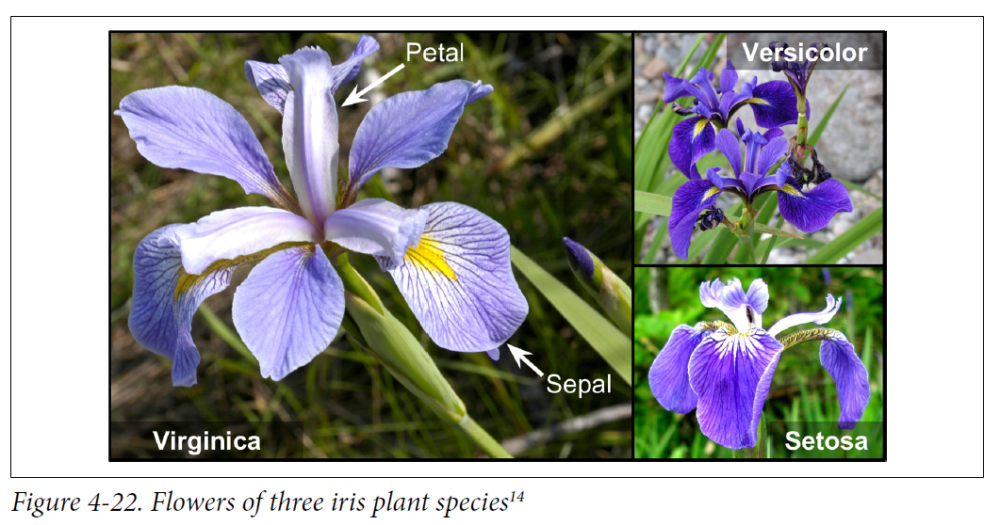 Petal
Versicolor
Sepal
Virginica
Setosa
Figure 4-22. Flowers of three iris plant species14